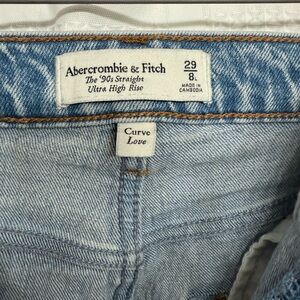 Abercrombie & Fitch
The '90s Straight
Ultra High Rise
29
8.
MADE IN
CAMBODIA
Curve
Love